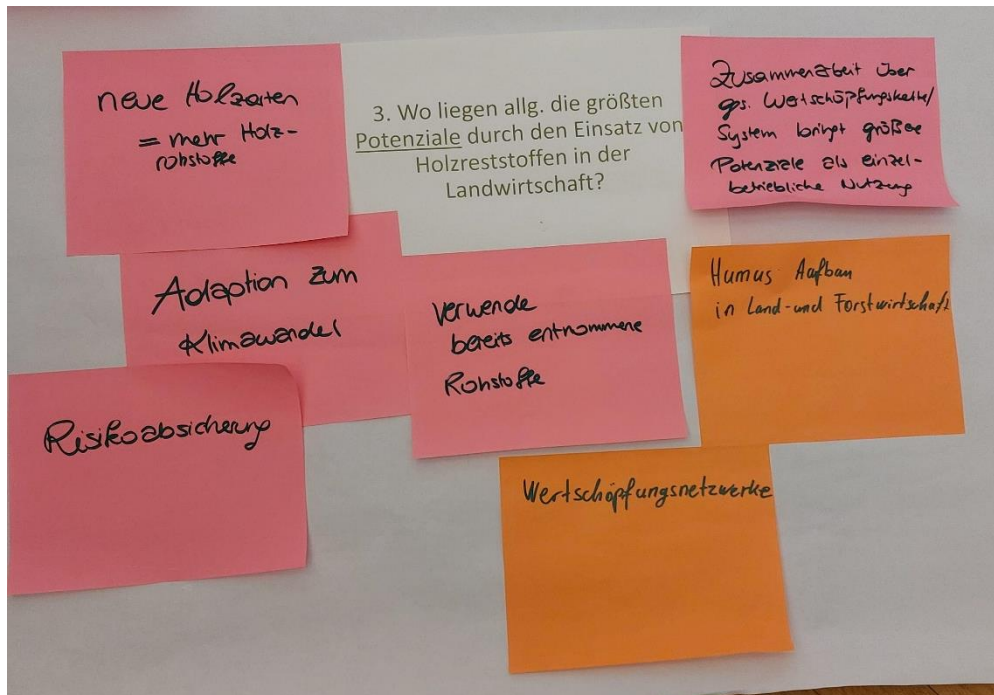 neue Holzarten
= mehr Holz-
rohstoffe
3. Wo liegen allg. die größten
Potenziale durch den Einsatz von
Holzreststoffen in der
Landwirtschaft?
Zusammenarbeit über
gs. Wertschöpfungskette/
System bringt größere
Potenziale als einzel-
betriebliche Nutzung
Adaption zum
Klimawandel
Verwende
bereits entnommene
Rohstoffe
Humus Aufbau
in Land- und Forstwirtschaft
Risikoabsicherung
Wertschöpfungsnetzwerke